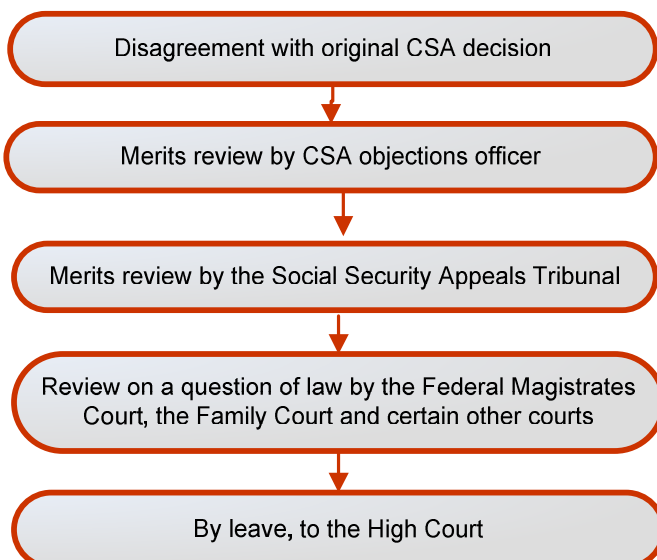 Disagreement with original CSA decision
Merits review by CSA objections officer
Merits review by the Social Security Appeals Tribunal
Review on a question of law by the Federal Magistrates
Court, the Family Court and certain other courts
By leave, to the High Court